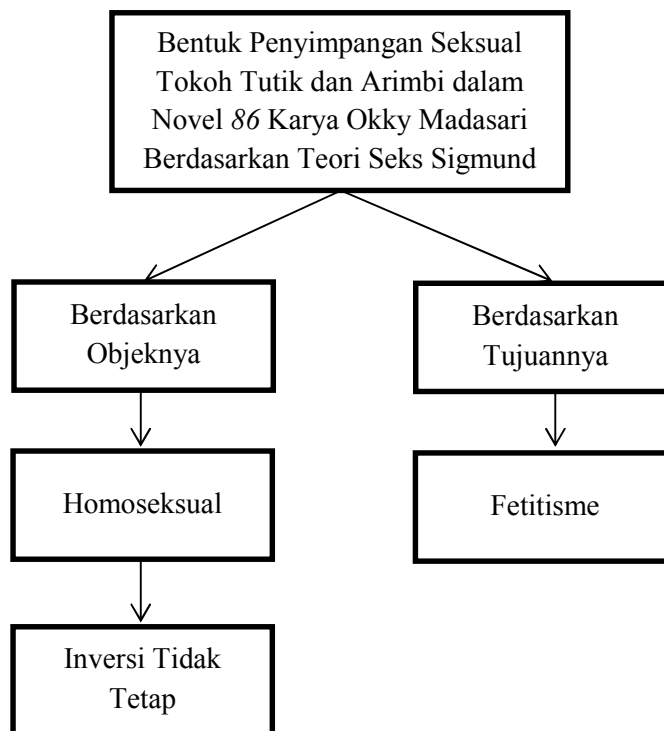 Bentuk Penyimpangan Seksual
Tokoh Tutik dan Arimbi dalam
Novel 86 Karya Okky Madasari
Berdasarkan Teori Seks Sigmund
Berdasarkan
Objeknya
Berdasarkan
Tujuannya
Homoseksual
Fetitisme
Inversi Tidak
Tetap